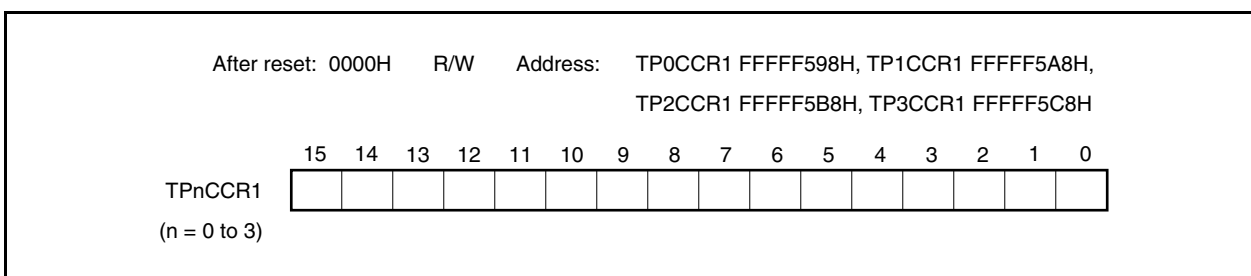 After reset: 0000H R/W Address: TP0CCR1 FFFFF598H, TP1CCR1 FFFFF5A8H,
TP2CCR1 FFFFF5B8H, TP3CCR1 FFFFF5C8H
15 14 13 12 11 10 9 8 7 6 5 4 3 2 1 0
TPnCCR1
(n = 0 to 3)